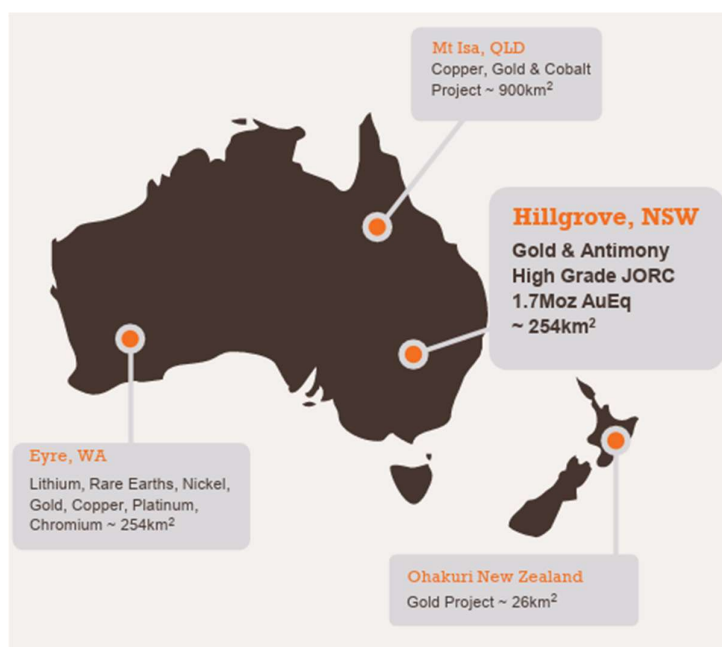 Mt Isa, QLD
Copper, Gold & Cobalt
Project ~ 900km²
Hillgrove, NSW
Gold & Antimony
High Grade JORC
1.7Moz AuEq
~ 254km²
Eyre, WA
Lithium, Rare Earths, Nickel,
Gold, Copper, Platinum,
Chromium ~ 254km²
Ohakuri New Zealand
Gold Project ~ 26km²